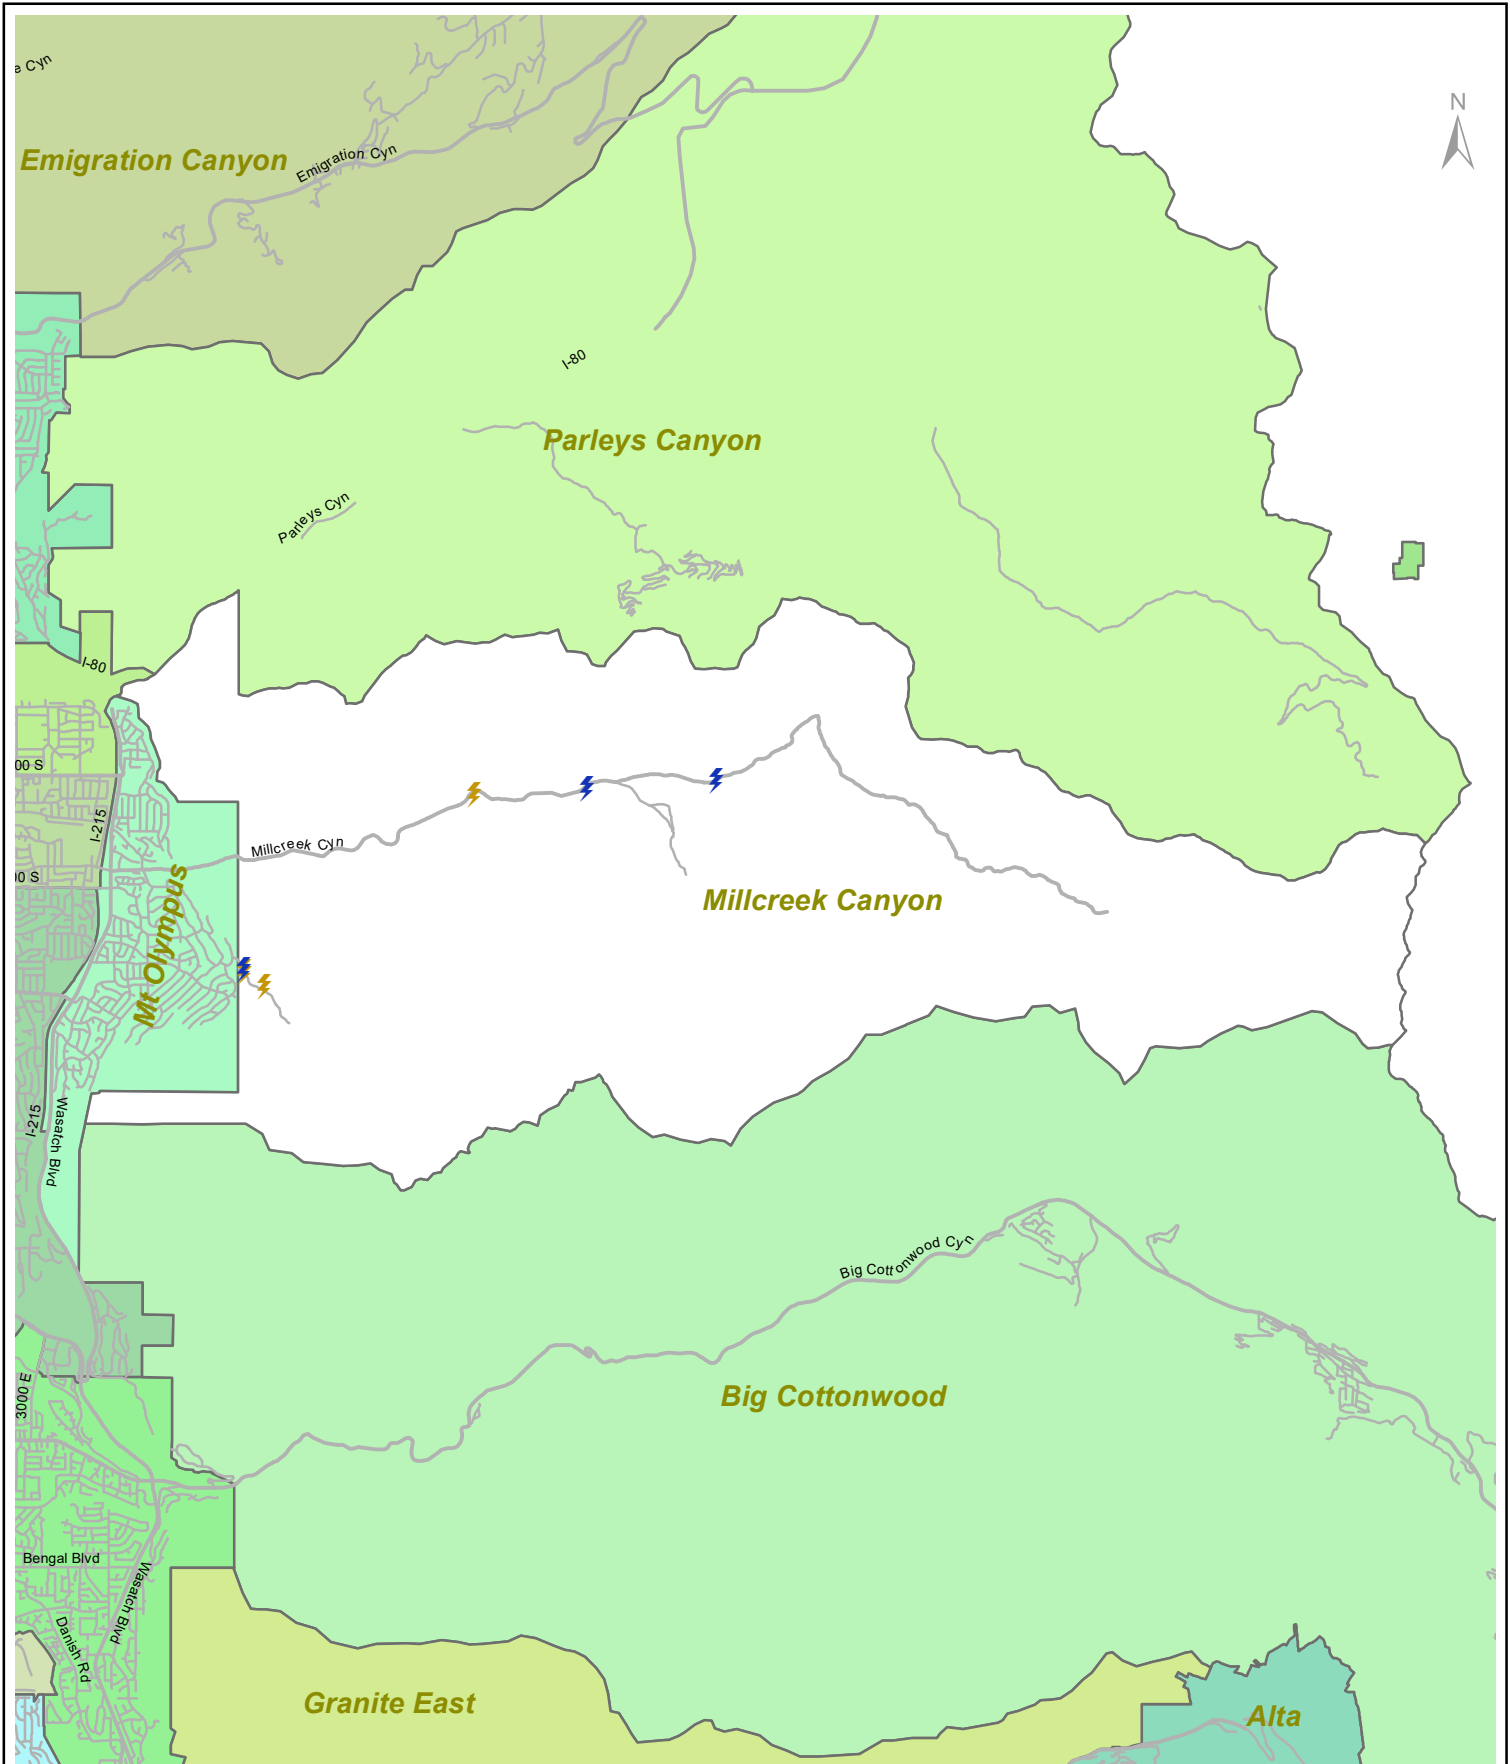 e Cyn
N
Emigration Canyon
Emigration Cyn
I-80
Parleys Canyon
Parleys Cyn
I-80
00 S
I-215
Millcreek Cyn
00 S
Mt Olympus
Millcreek Canyon
I-215
Wasatch Blvd
Big Cottonwood Cyn
3000 E
Big Cottonwood
Bengal Blvd
Wasatch Blvd
Danish Rd
Granite East
Alta